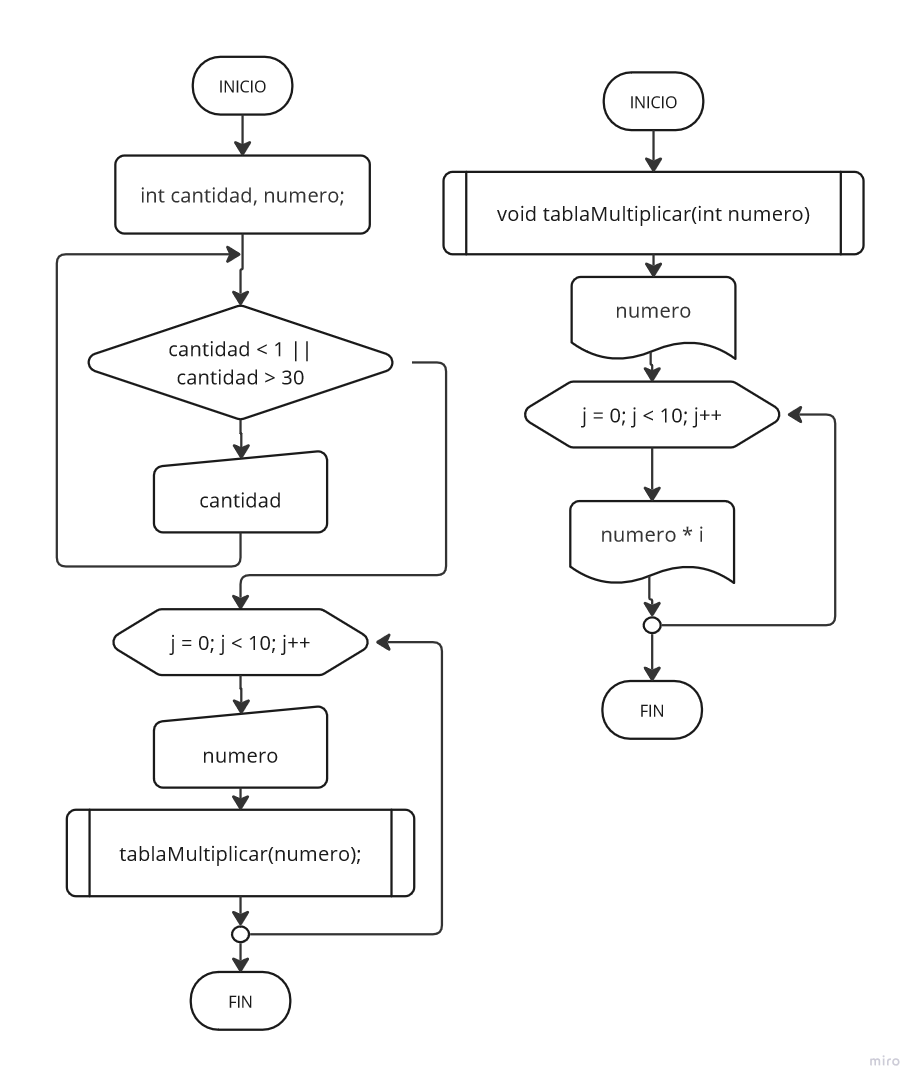 INICIO
int cantidad, numero;
cantidad < 1 ||
cantidad > 30
cantidad
j = 0; j < 10; j++
numero
tablaMultiplicar(numero);
FIN
INICIO
void tablaMultiplicar(int numero)
numero
j = 0; j < 10; j++
numero * i
FIN
miro